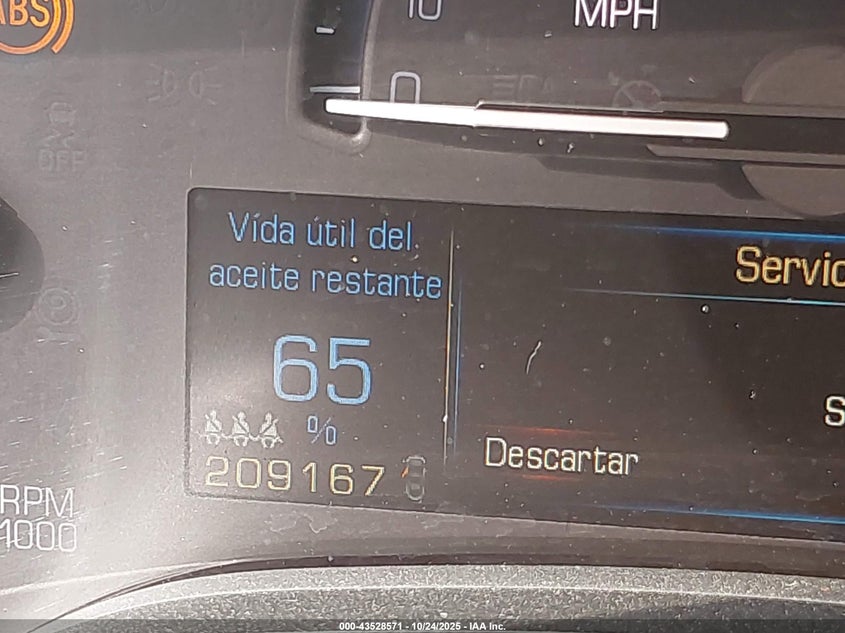 ABS
10
MPH
0
OFF
Vida útil del
aceite restante
65
%
209167
Servic
S
Descartar
RPM
1000
000-43528571 - 10/24/2025 - IAA Inc.